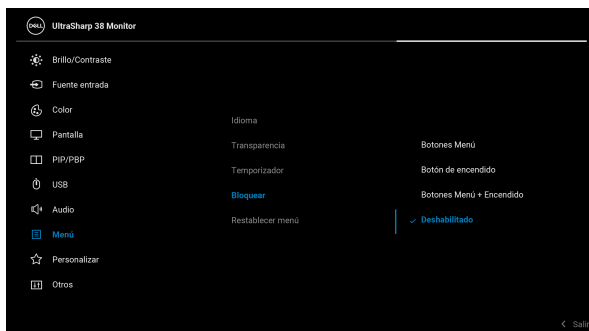 DELL
UltraSharp 38 Monitor
Brillo/Contraste
Fuente entrada
Color
Pantalla
PIP/PBP
USB
Audio
Menú
Personalizar
Otros
Idioma
Transparencia
Temporizador
Bloquear
Restablecer menú
Botones Menú
Botón de encendido
Botones Menú + Encendido
Deshabilitado
Salir